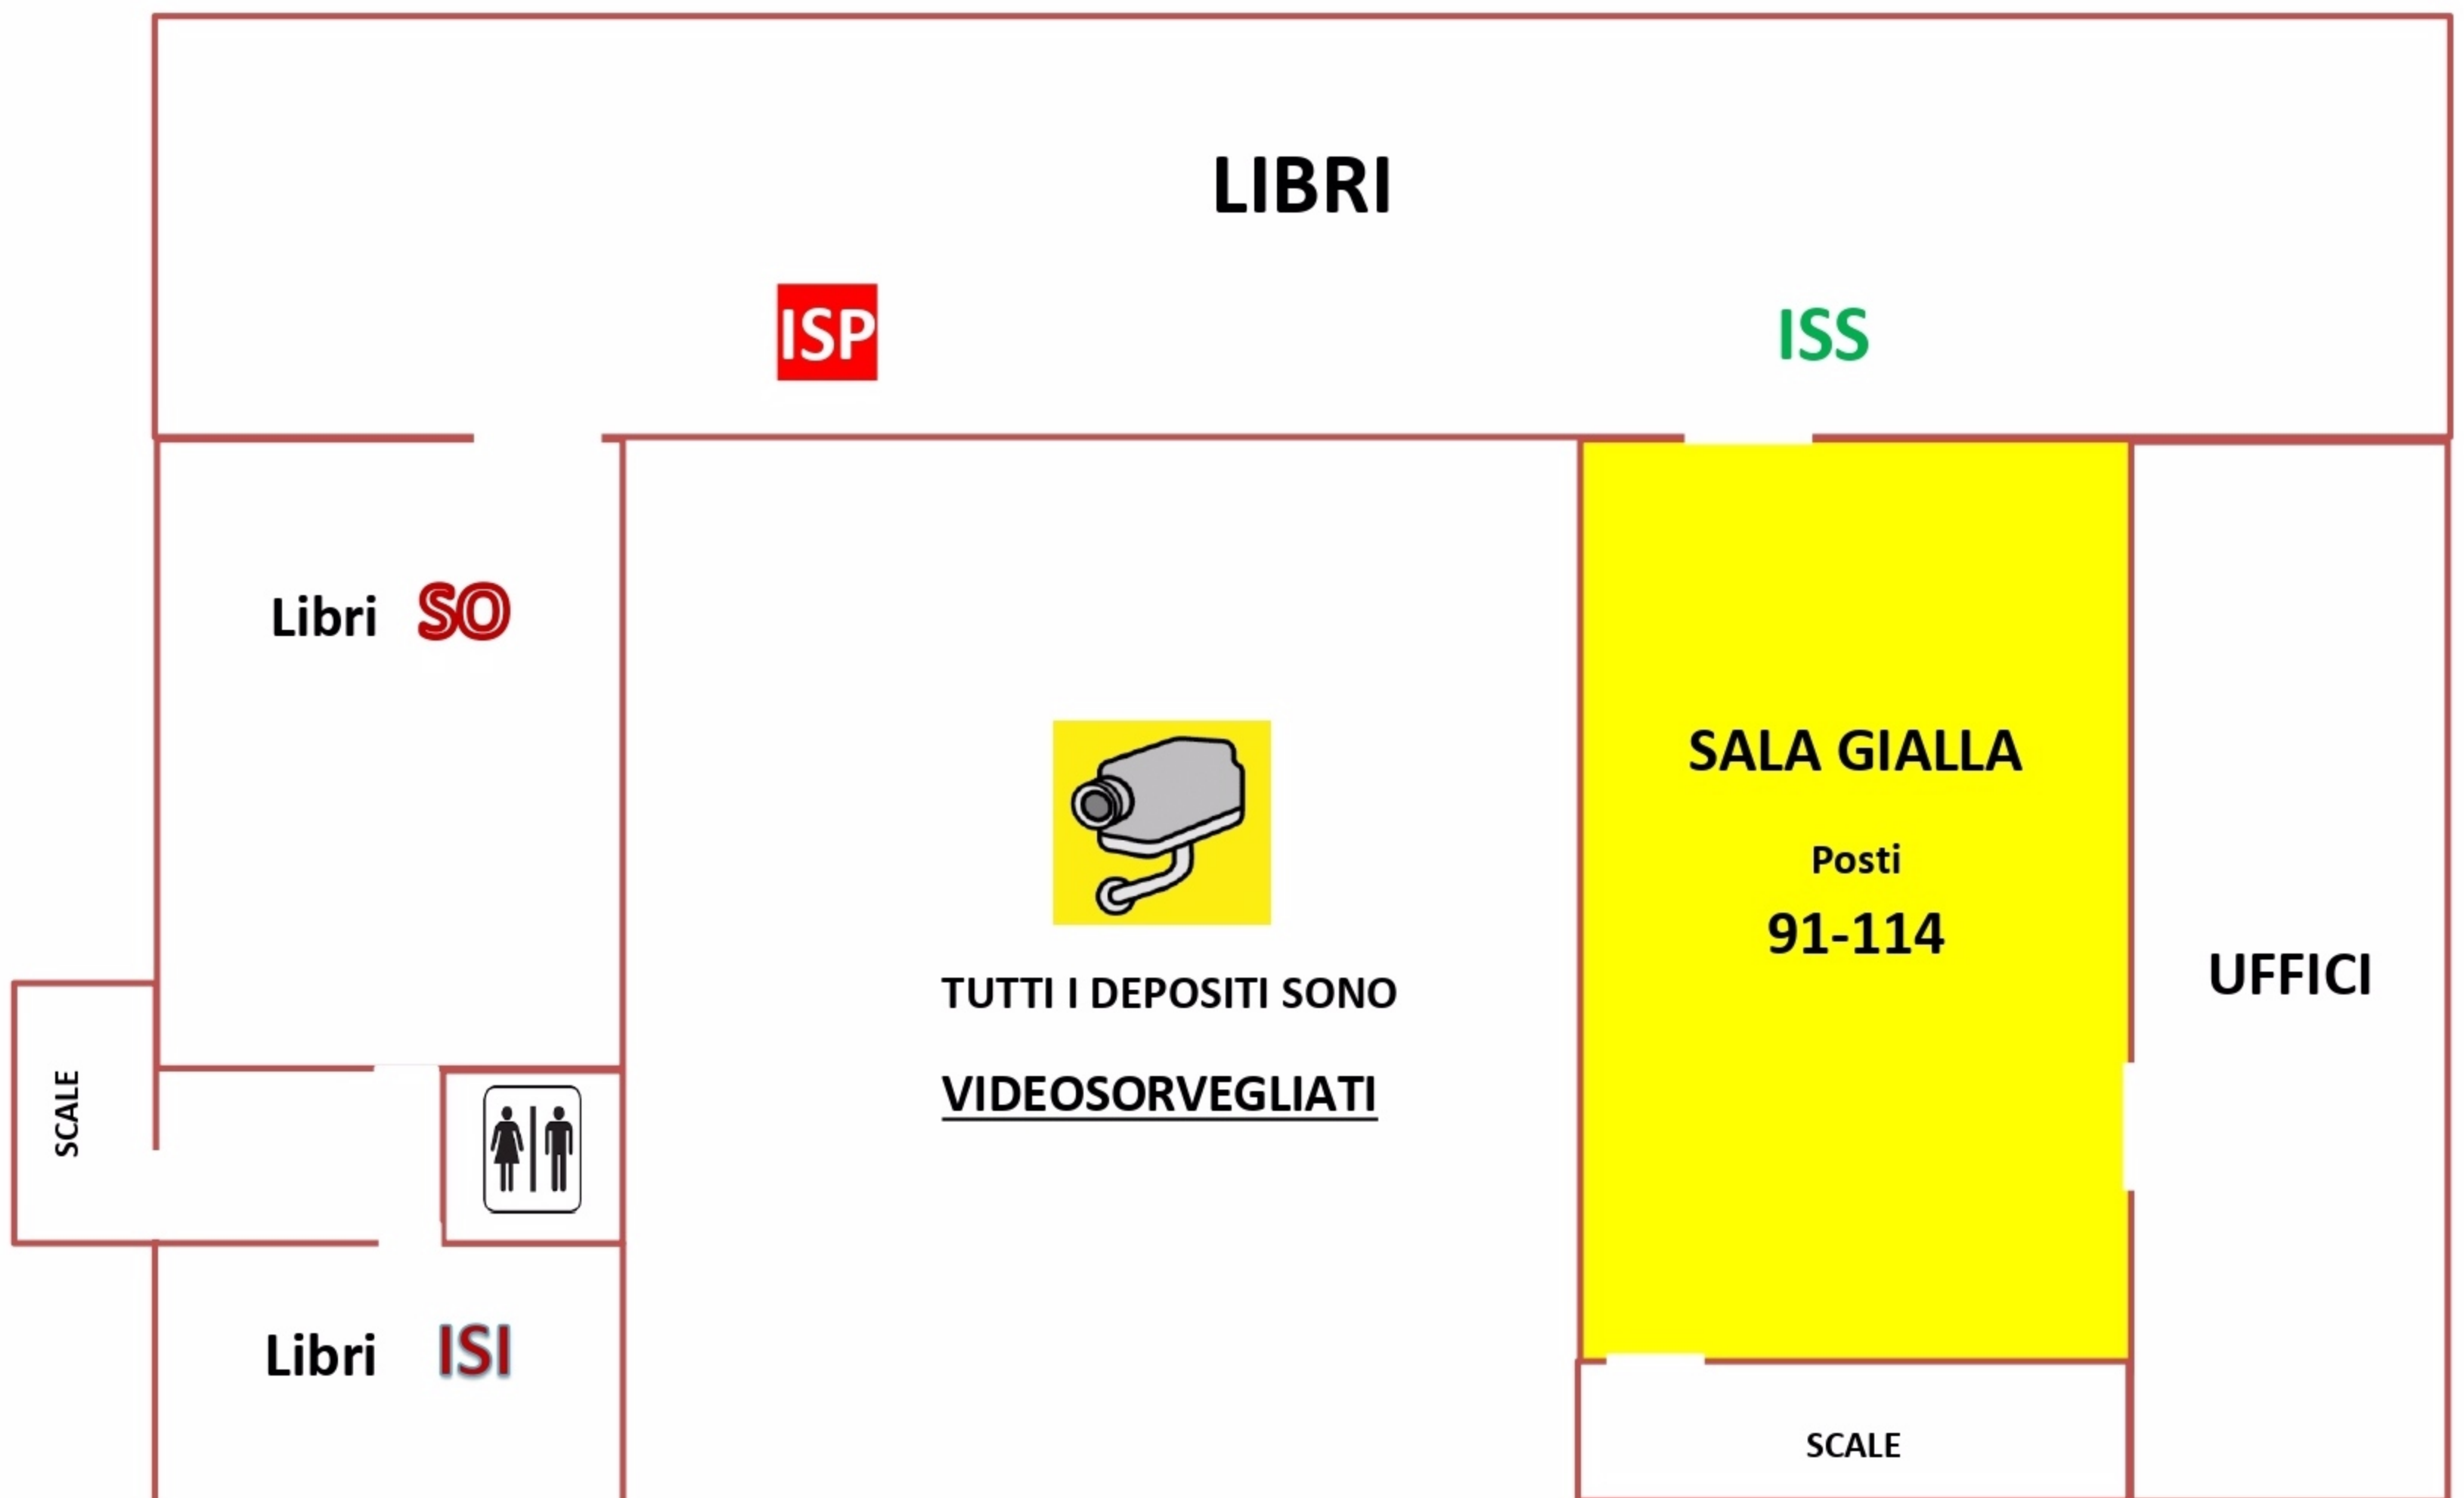 LIBRI
ISP ISS
Libri SO
SALA GIALLA
Posti
91-114
UFFICI
TUTTI I DEPOSITI SONO
VIDEOSORVEGLIATI
SCALE
Libri ISI
SCALE